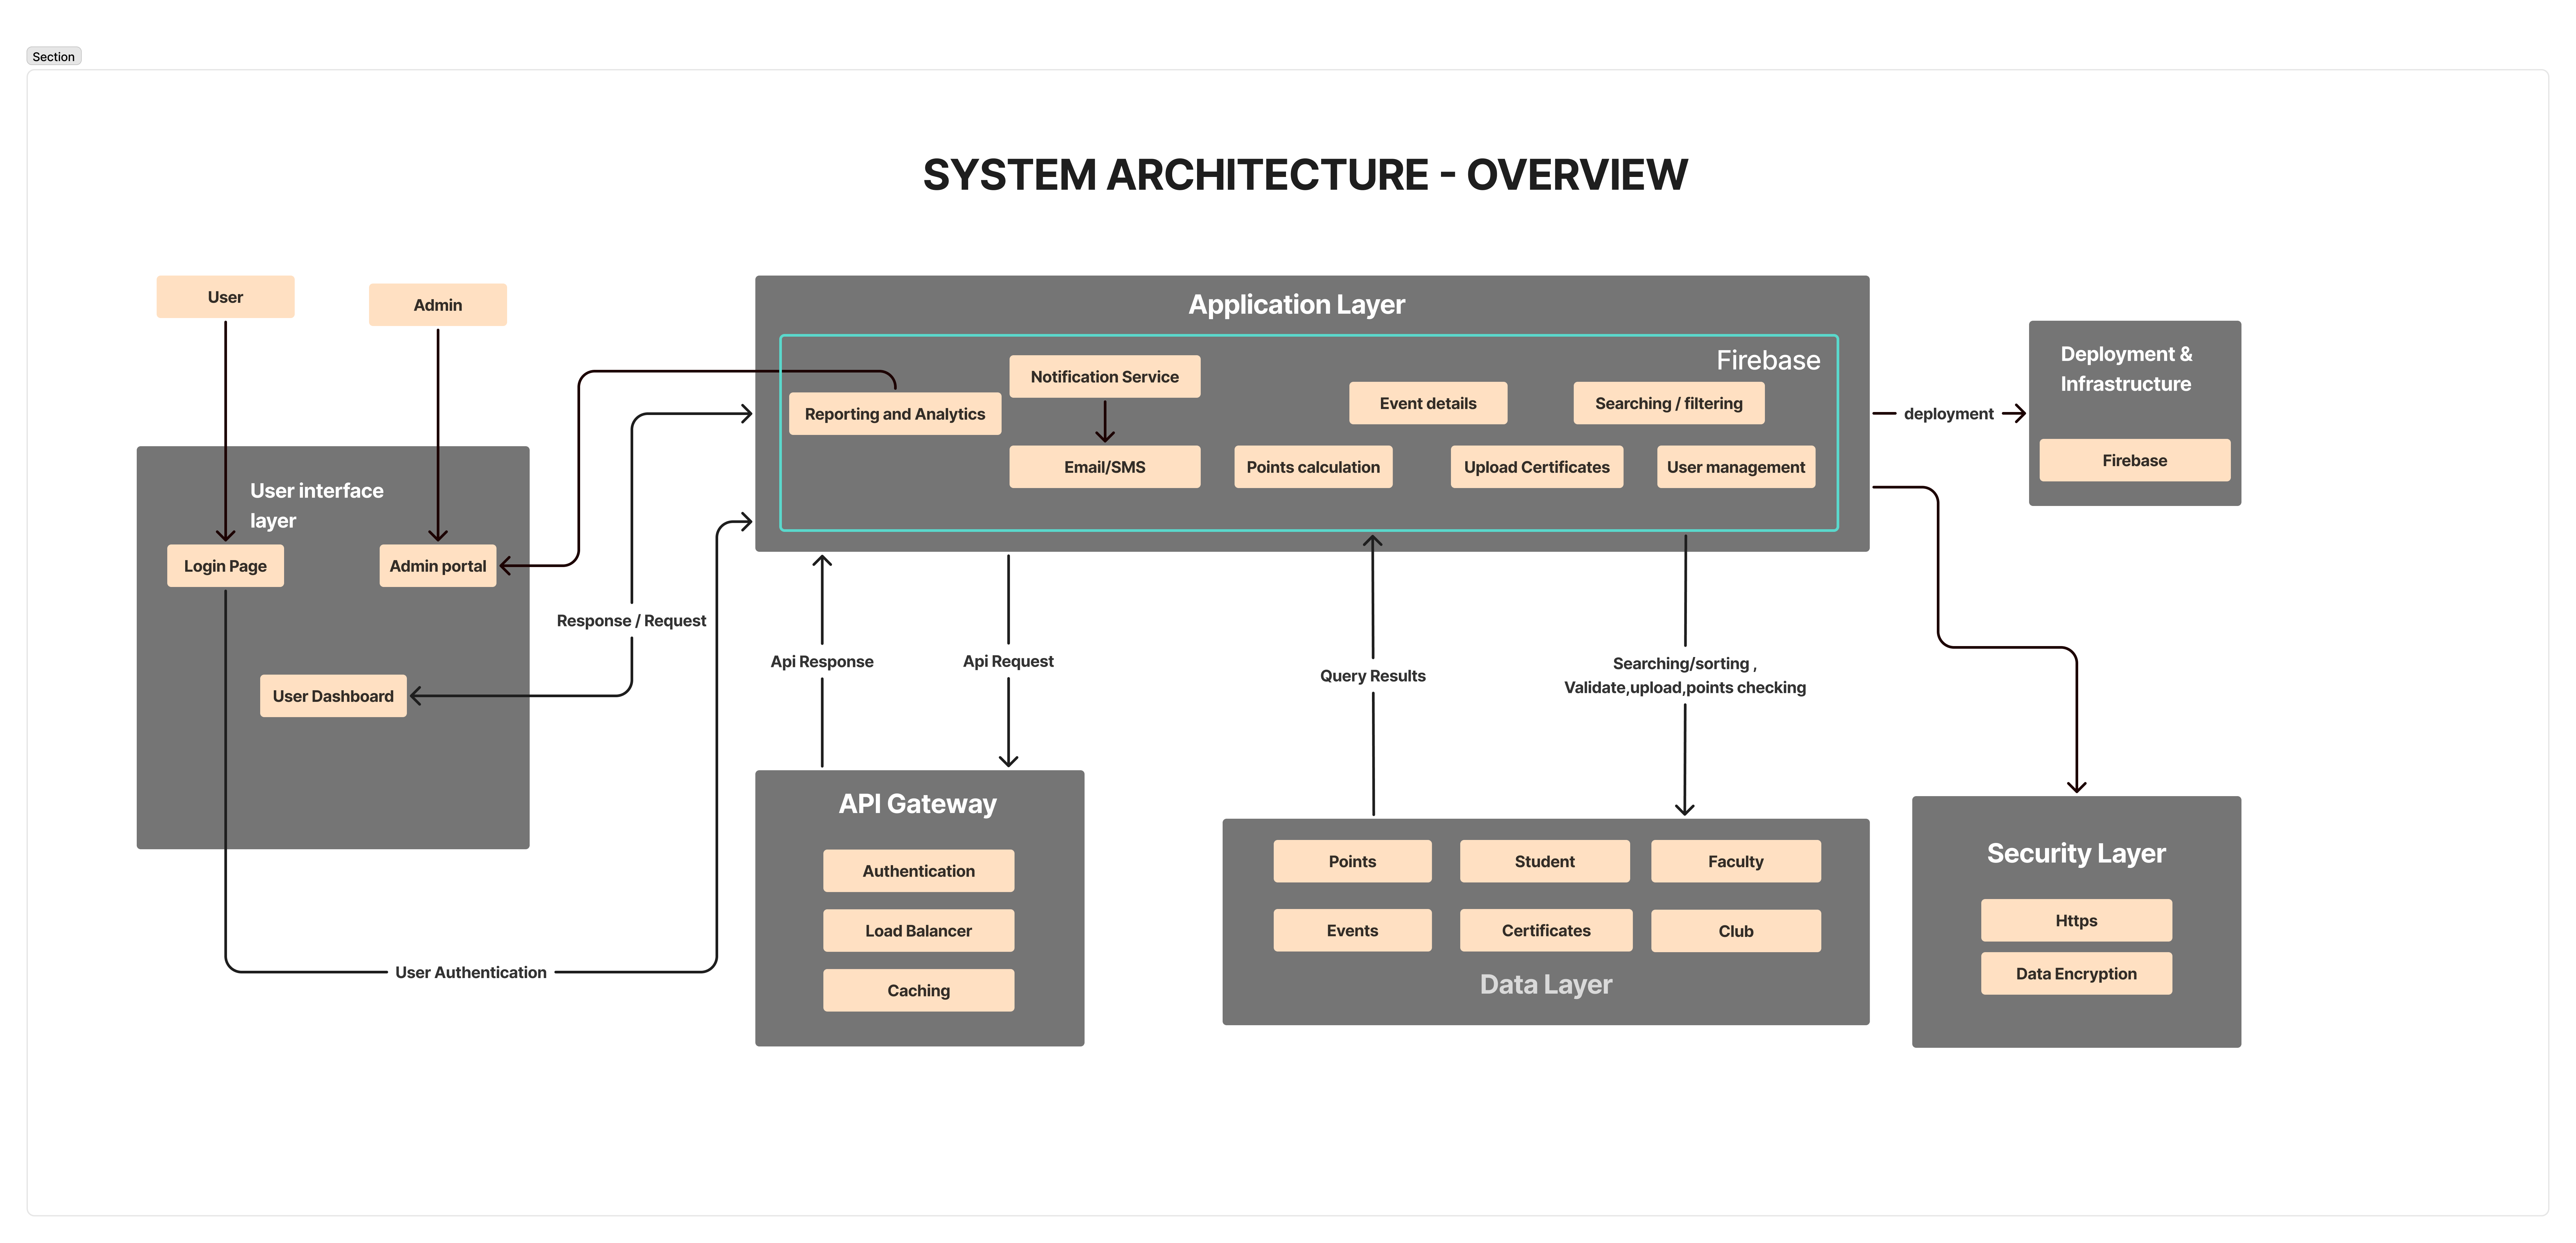 Section
SYSTEM ARCHITECTURE - OVERVIEW
User
Admin
User interface
layer
Login Page
Admin portal
User Dashboard
Response / Request
User Authentication
Application Layer
Firebase
Reporting and Analytics
Notification Service
Email/SMS
Event details
Searching / filtering
Points calculation
Upload Certificates
User management
deployment
Deployment &
Infrastructure
Firebase
Api Response
Api Request
Query Results
Searching/sorting ,
Validate,upload,points checking
API Gateway
Authentication
Load Balancer
Caching
Points
Student
Faculty
Events
Certificates
Club
Data Layer
Security Layer
Https
Data Encryption